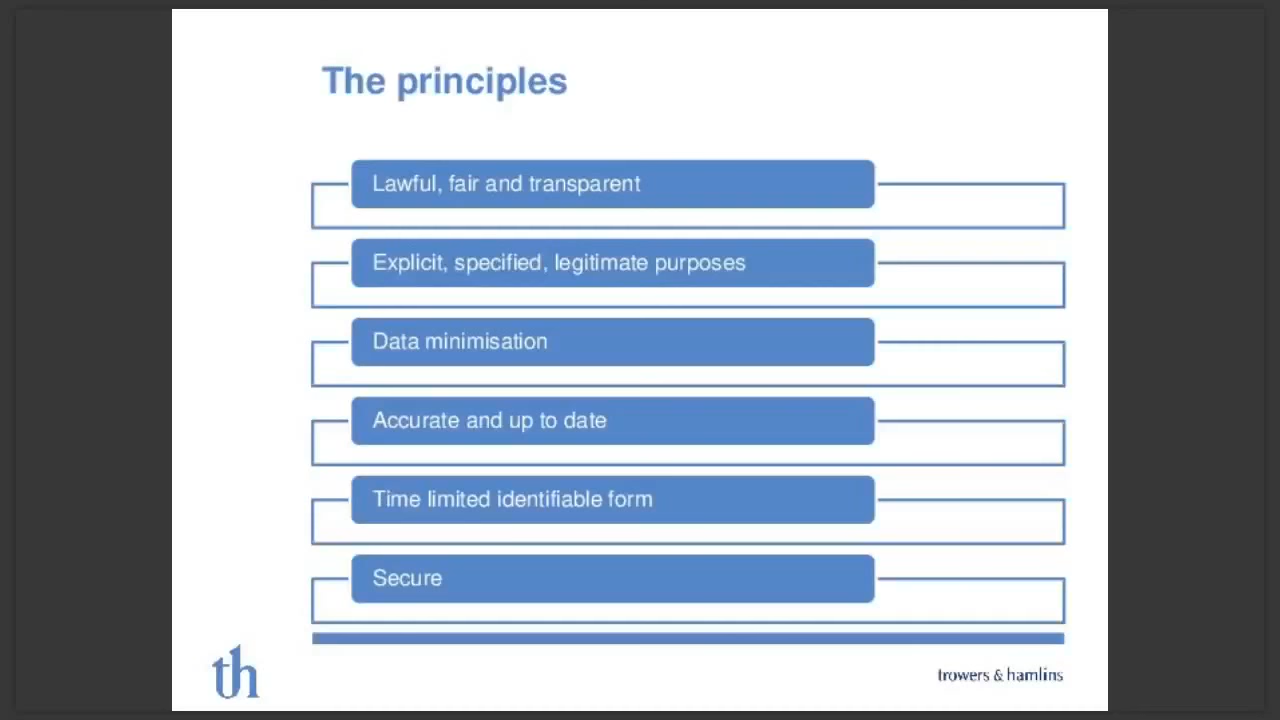 The principles
Lawful, fair and transparent
Explicit, specified, legitimate purposes
Data minimisation
Accurate and up to date
Time limited identifiable form
Secure
th
trowers & hamlins